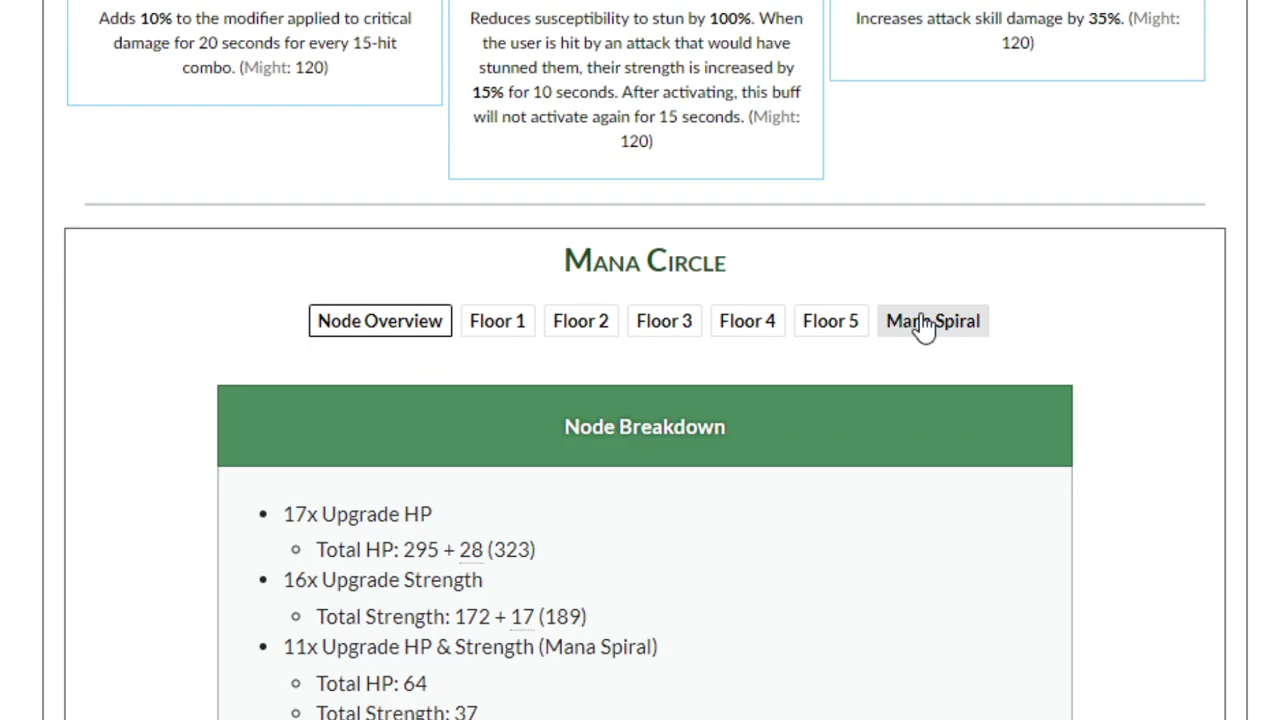 Adds 10% to the modifier applied to critical
damage for 20 seconds for every 15-hit
combo. (Might: 120)
Reduces susceptibility to stun by 100%. When
the user is hit by an attack that would have
stunned them, their strength is increased by
15% for 10 seconds. After activating, this buff
will not activate again for 15 seconds. (Might:
120)
Increases attack skill damage by 35%. (Might:
120)
Mana Circle
Node Overview Floor 1 Floor 2 Floor 3 Floor 4 Floor 5 Mana Spiral
Node Breakdown
• 17x Upgrade HP
◦ Total HP: 295 + 28 (323)
• 16x Upgrade Strength
◦ Total Strength: 172 + 17 (189)
• 11x Upgrade HP & Strength (Mana Spiral)
◦ Total HP: 64
◦ Total Strength: 37